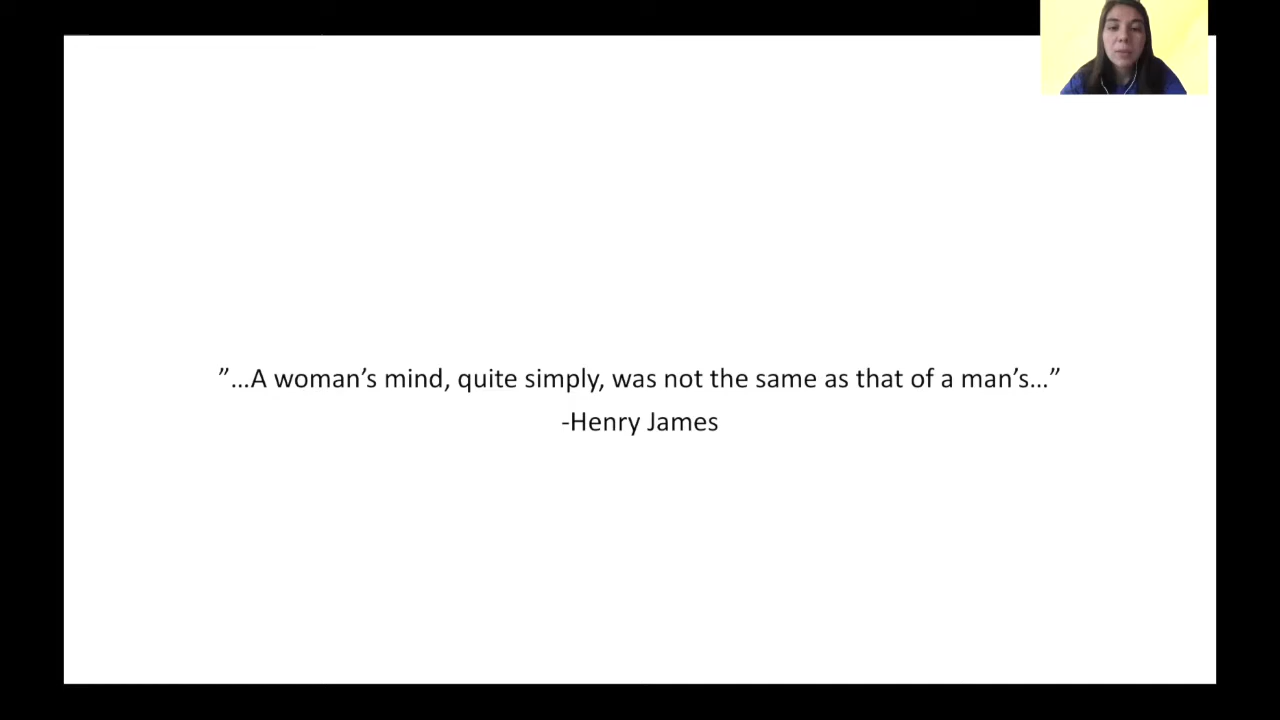 ”…A woman’s mind, quite simply, was not the same as that of a man’s…”
-Henry James